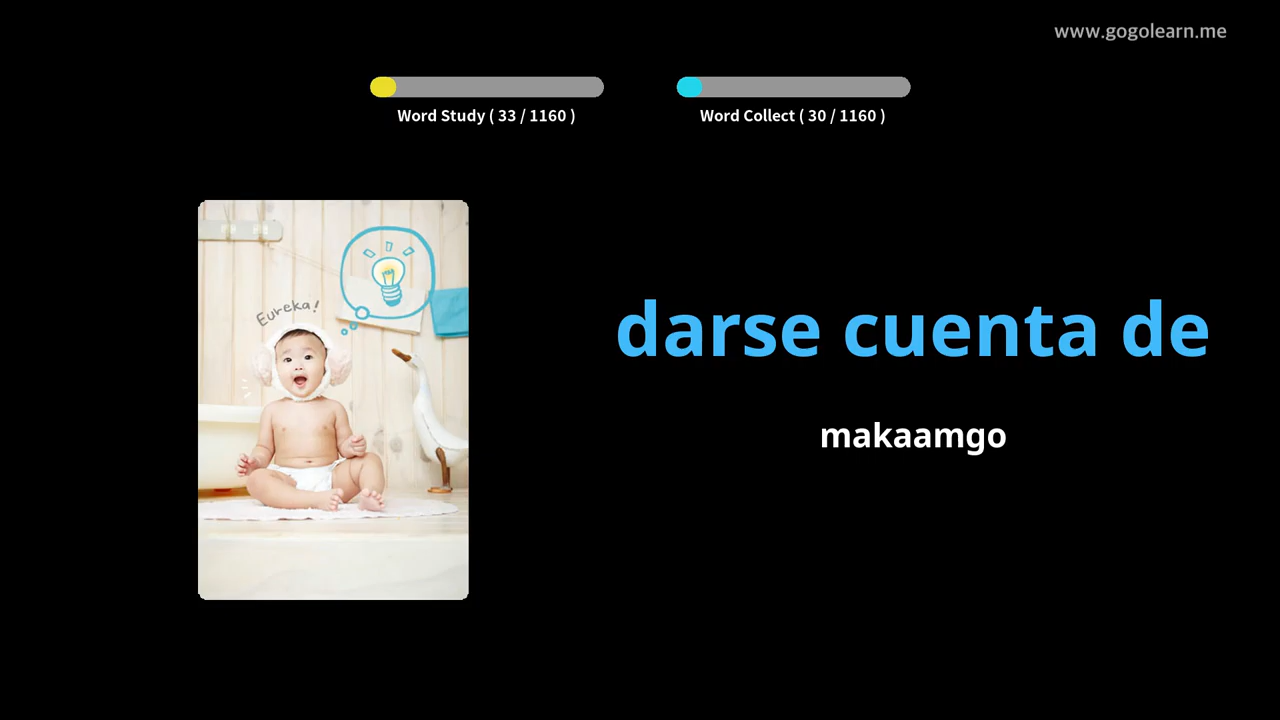 www.gogolearn.me
Word Study ( 33 / 1160 )
Word Collect ( 30 / 1160 )
Eureka!
darse cuenta de
makaamgo